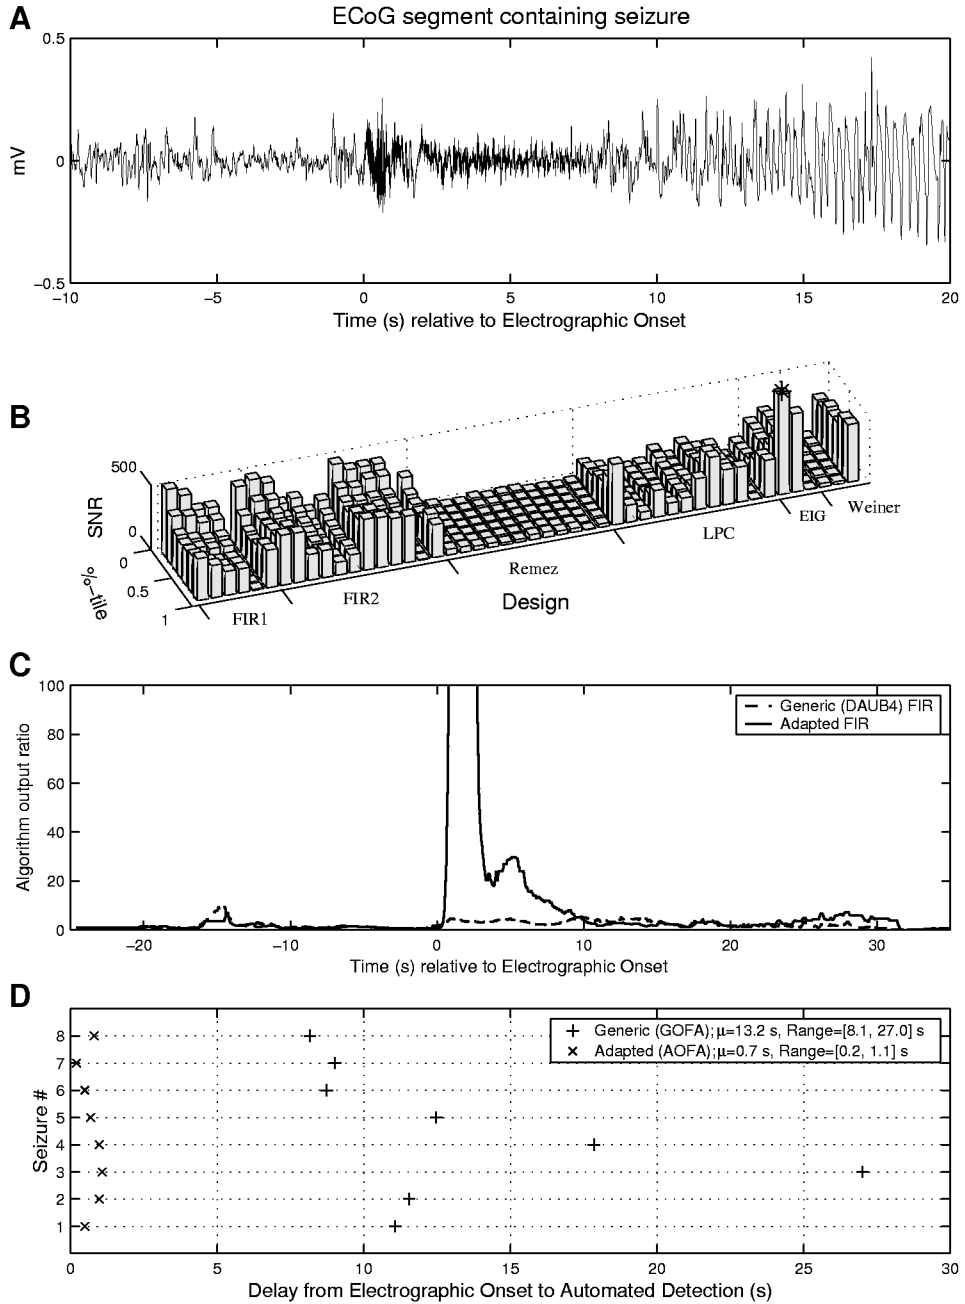 A
ECoG segment containing seizure
0.5
0
−0.5
mV
−10
−5
0
5
10
15
20
Time (s) relative to Electrographic Onset
B
500
0
SNR
0
0.5
1
%−tile
FIR1
FIR2
Remez
LPC
EIG
Weiner
Design
C
100
80
60
40
20
0
Algorithm output ratio
Generic (DAUB4) FIR
Adapted FIR
−20
−10
0
10
20
30
Time (s) relative to Electrographic Onset
D
8
7
6
5
4
3
2
1
Seizure #
Generic (GOFA); μ=13.2 s, Range=[8.1, 27.0] s
Adapted (AOFA); μ=0.7 s, Range=[0.2, 1.1] s
0
5
10
15
20
25
30
Delay from Electrographic Onset to Automated Detection (s)